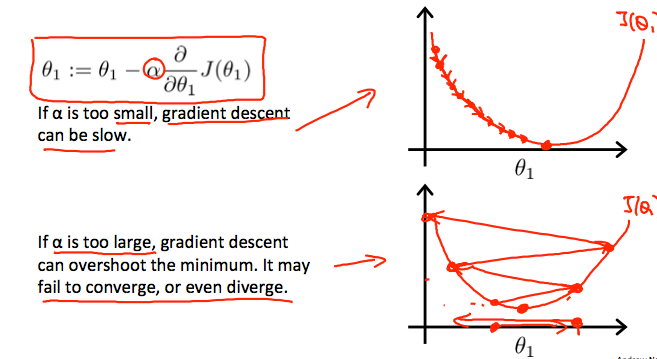 θ₁ := θ₁ − α ∂/∂θ₁ J(θ₁)
If α is too small, gradient descent
can be slow.
J(θ₁
θ₁
If α is too large, gradient descent
can overshoot the minimum. It may
fail to converge, or even diverge.
J(θ₁
θ₁